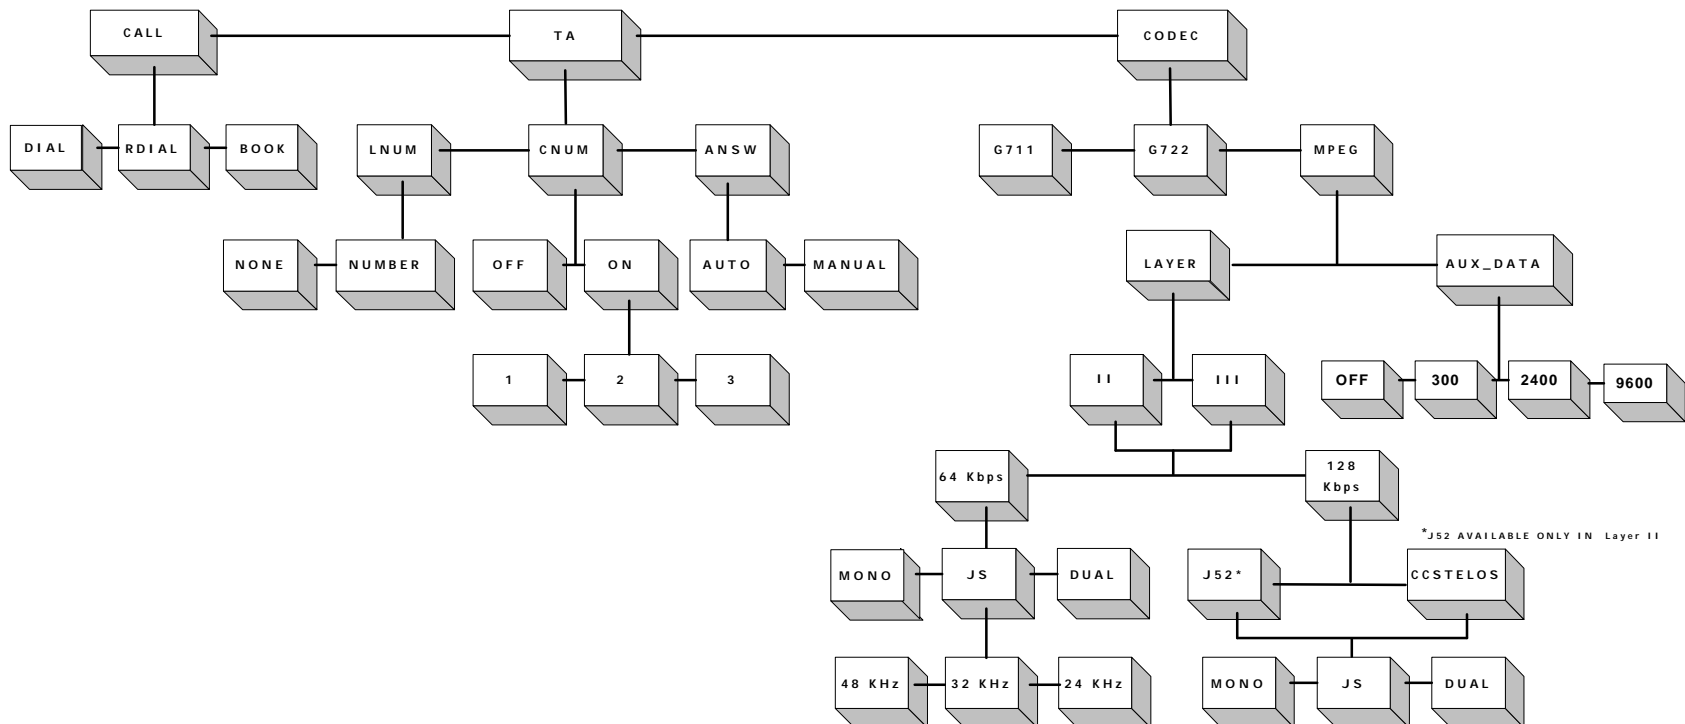 CALL
TA
CODEC
DIAL
RDIAL
BOOK
LNUM
CNUM
ANSW
G711
G722
MPEG
NONE
NUMBER
OFF
ON
AUTO
MANUAL
LAYER
AUX_DATA
1
2
3
II
III
OFF
300
2400
9600
64 Kbps
128
Kbps
*J52 AVAILABLE ONLY IN Layer II
MONO
JS
DUAL
J52*
CCSTELOS
48 KHz
32 KHz
24 KHz
MONO
JS
DUAL